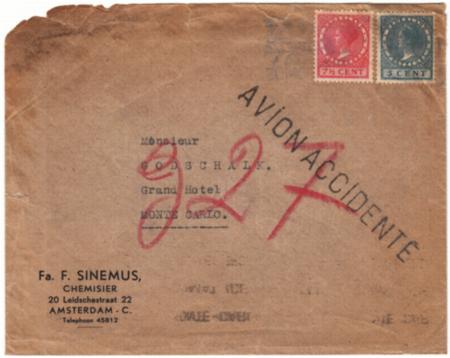 7½ CENT
5 CENT
AVION ACCIDENTE
Monsieur
GODSCHALK.
Grand Hotel
MONTE CARLO.
327
Fa. F. SINEMUS,
CHEMISIER
20 Leidschestraat 22
AMSTERDAM - C.
Telephoon 45812